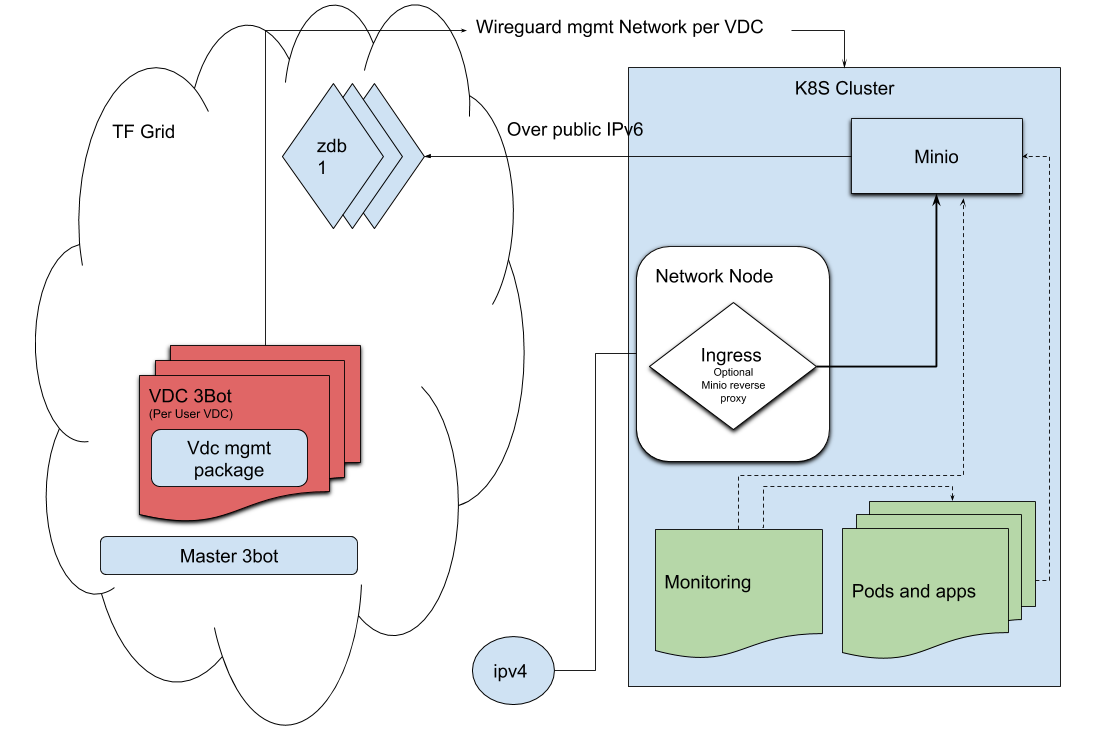 Wireguard mgmt Network per VDC
K8S Cluster
TF Grid
Over public IPv6
zdb
1
Minio
Network Node
Ingress
Optional
Minio reverse
proxy
VDC 3Bot
(Per User VDC)
Vdc mgmt
package
Master 3bot
Monitoring
Pods and apps
ipv4